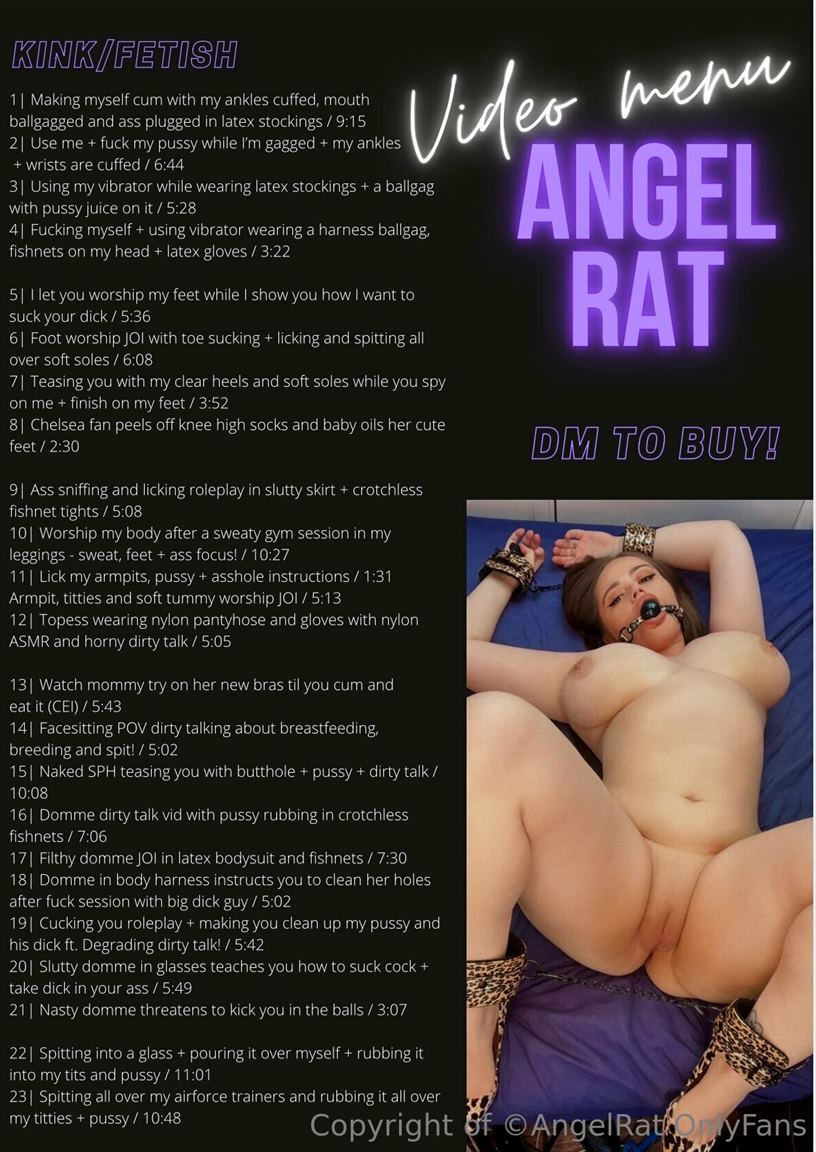 KINK/FETISH
Video menu
ANGEL
RAT
DM TO BUY!
1| Making myself cum with my ankles cuffed, mouth
ballgagged and ass plugged in latex stockings / 9:15
2| Use me + fuck my pussy while I'm gagged + my ankles
+ wrists are cuffed / 6:44
3| Using my vibrator while wearing latex stockings + a ballgag
with pussy juice on it / 5:28
4| Fucking myself + using vibrator wearing a harness ballgag,
fishnets on my head + latex gloves / 3:22
5| I let you worship my feet while I show you how I want to
suck your dick / 5:36
6| Foot worship JOI with toe sucking + licking and spitting all
over soft soles / 6:08
7| Teasing you with my clear heels and soft soles while you spy
on me + finish on my feet / 3:52
8| Chelsea fan peels off knee high socks and baby oils her cute
feet / 2:30
9| Ass sniffing and licking roleplay in slutty skirt + crotchless
fishnet tights / 5:08
10| Worship my body after a sweaty gym session in my
leggings - sweat, feet + ass focus! / 10:27
11| Lick my armpits, pussy + asshole instructions / 1:31
Armpit, titties and soft tummy worship JOI / 5:13
12| Topess wearing nylon pantyhose and gloves with nylon
ASMR and horny dirty talk / 5:05
13| Watch mommy try on her new bras til you cum and
eat it (CEI) / 5:43
14| Facesitting POV dirty talking about breastfeeding,
breeding and spit! / 5:02
15| Naked SPH teasing you with butthole + pussy + dirty talk /
10:08
16| Domme dirty talk vid with pussy rubbing in crotchless
fishnets / 7:06
17| Filthy domme JOI in latex bodysuit and fishnets / 7:30
18| Domme in body harness instructs you to clean her holes
after fuck session with big dick guy / 5:02
19| Cucking you roleplay + making you clean up my pussy and
his dick ft. Degrading dirty talk! / 5:42
20| Slutty domme in glasses teaches you how to suck cock +
take dick in your ass / 5:49
21| Nasty domme threatens to kick you in the balls / 3:07
22| Spitting into a glass + pouring it over myself + rubbing it
into my tits and pussy / 11:01
23| Spitting all over my airforce trainers and rubbing it all over
my titties + pussy / 10:48
Copyright of ©AngelRat OnlyFans